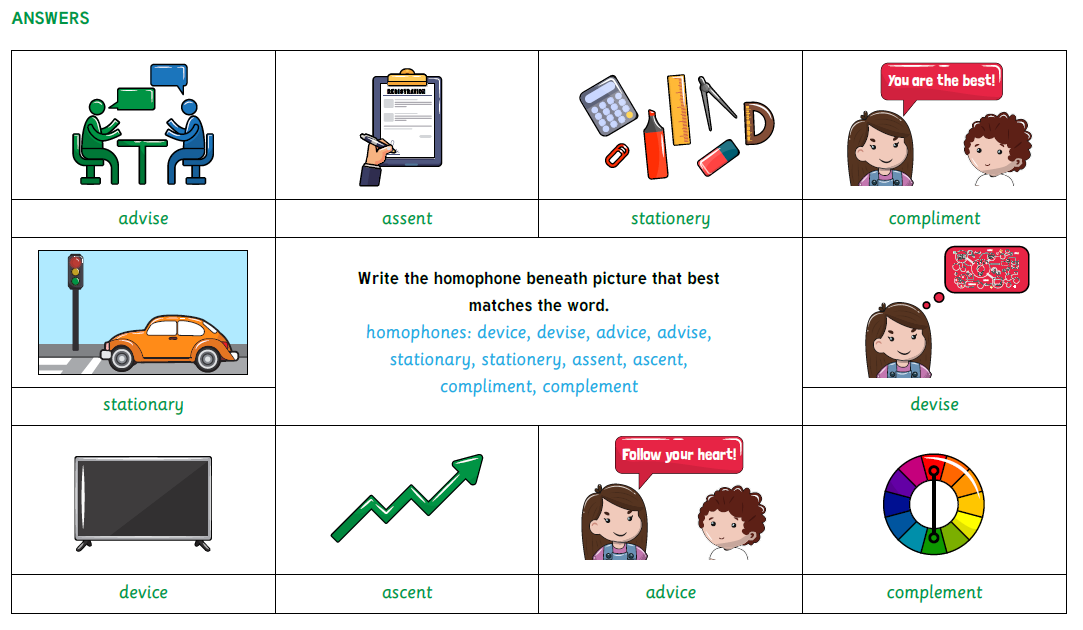 ANSWERS
REGISTRATION
You are the best!
advise
assent
stationery
compliment
Write the homophone beneath picture that best
matches the word.
homophones: device, devise, advice, advise,
stationary, stationery, assent, ascent,
compliment, complement
stationary
devise
Follow your heart!
device
ascent
advice
complement